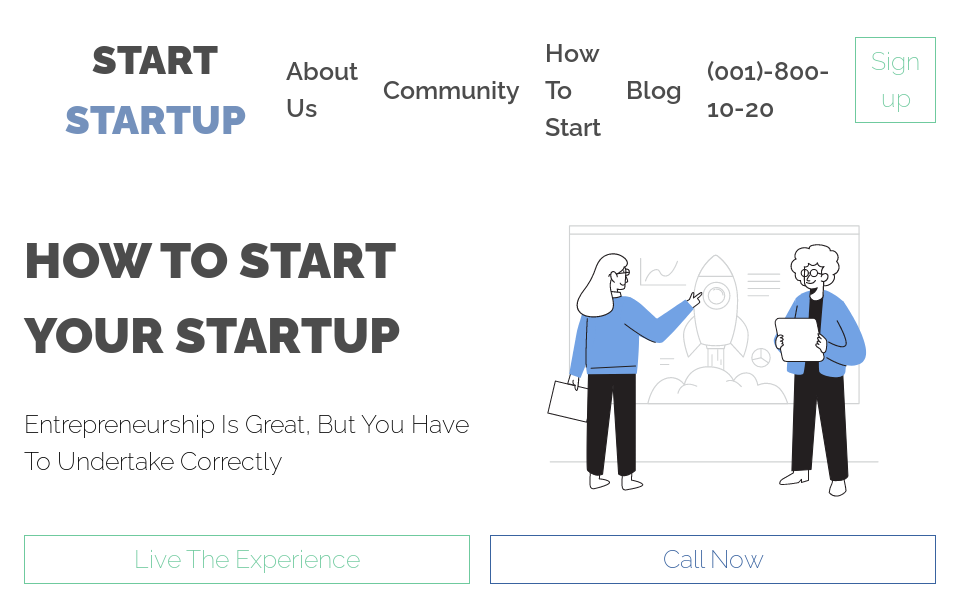 START
STARTUP
About
Us
Community
How
To
Start
Blog
(001)-800-
10-20
Sign
up
HOW TO START
YOUR STARTUP
Entrepreneurship Is Great, But You Have
To Undertake Correctly
Live The Experience
Call Now